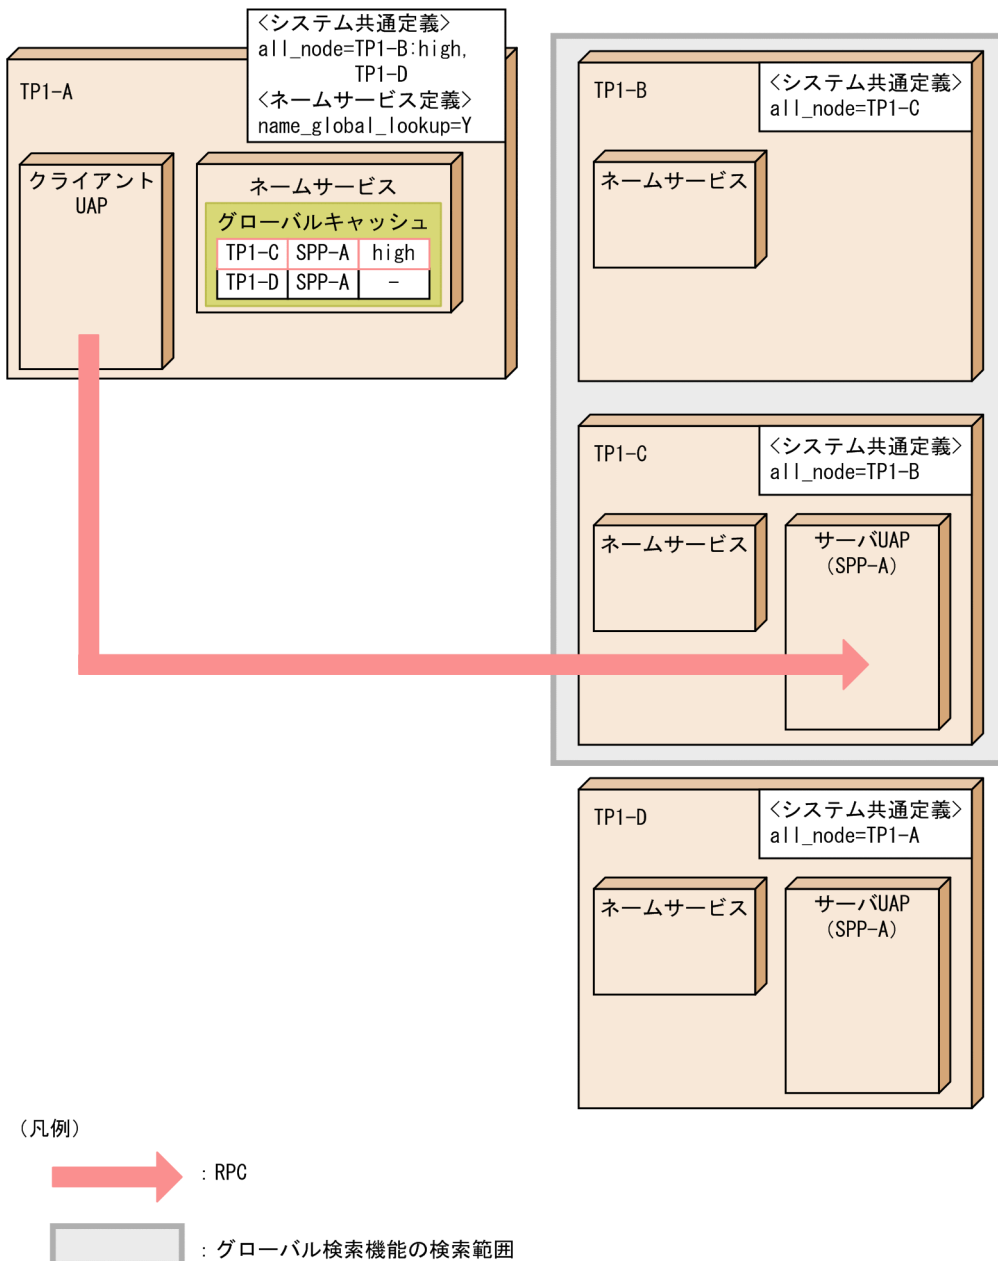 <システム共通定義>
all_node=TP1-B:high,
TP1-D
<ネームサービス定義>
name_global_lookup=Y
TP1-A
クライアント
UAP
ネームサービス
グローバルキャッシュ
TP1-C SPP-A high
TP1-D SPP-A －
TP1-B
<システム共通定義>
all_node=TP1-C
ネームサービス
TP1-C
<システム共通定義>
all_node=TP1-B
ネームサービス
サーバUAP
(SPP-A)
TP1-D
<システム共通定義>
all_node=TP1-A
ネームサービス
サーバUAP
(SPP-A)
(凡例)
：RPC
：グローバル検索機能の検索範囲